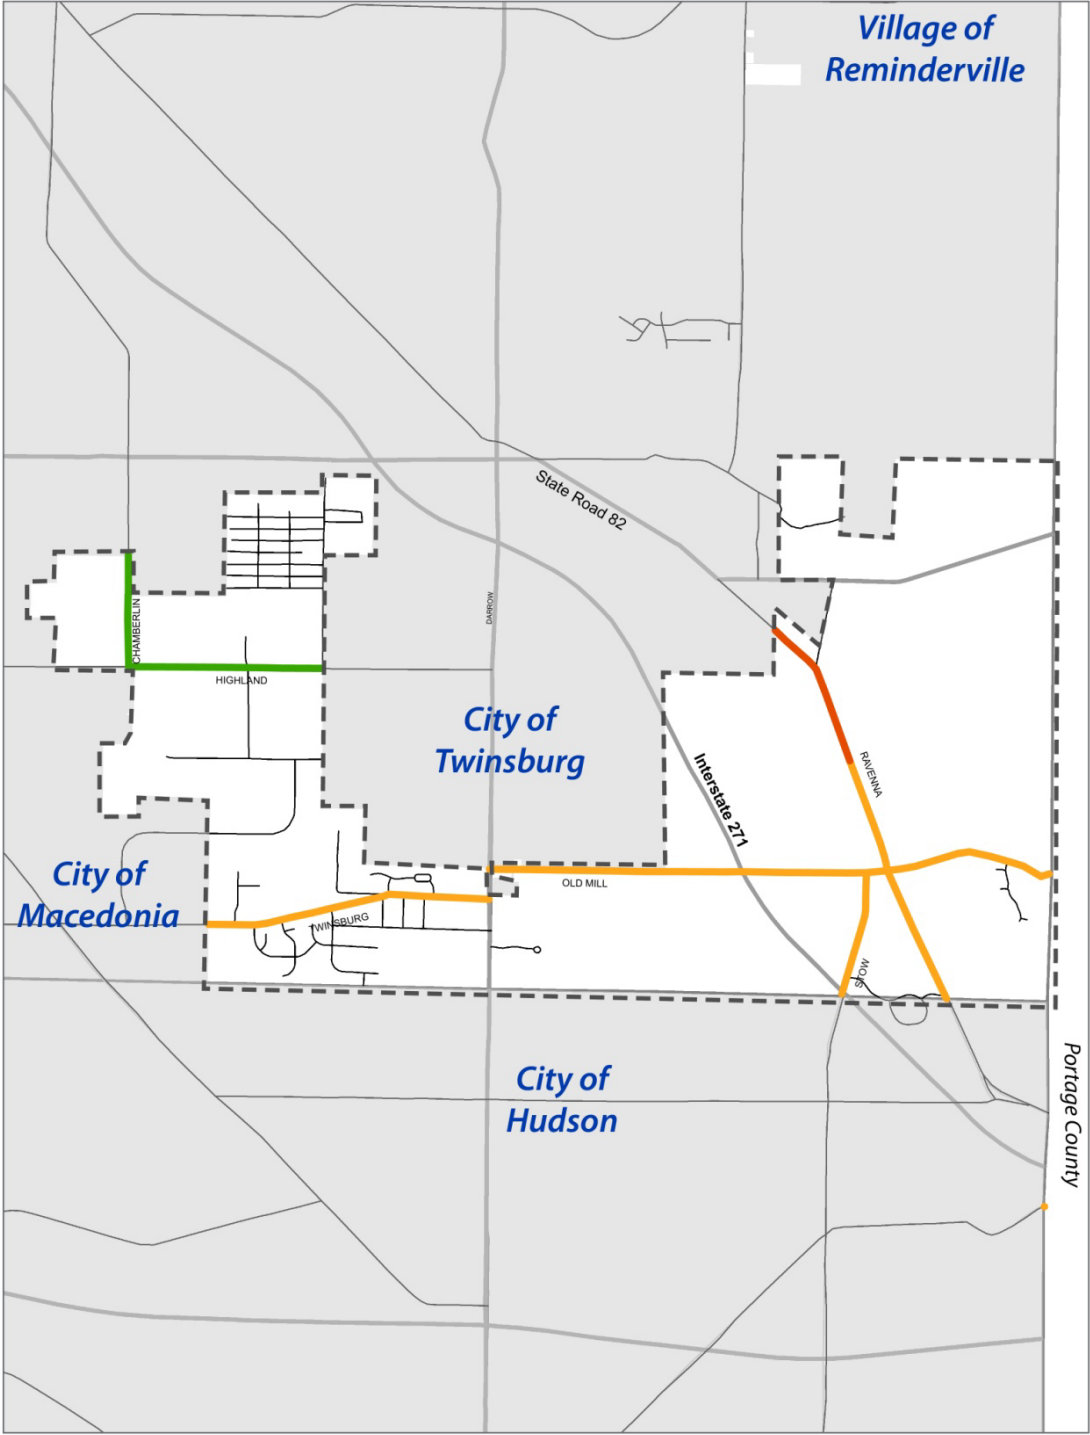 Village of
Reminderville
State Road 82
CHAMBERLIN
DARROW
HIGHLAND
City of
Twinsburg
Interstate 271
RAVENNA
City of
Macedonia
OLD MILL
TWINSBURG
STOW
City of
Hudson
Portage County